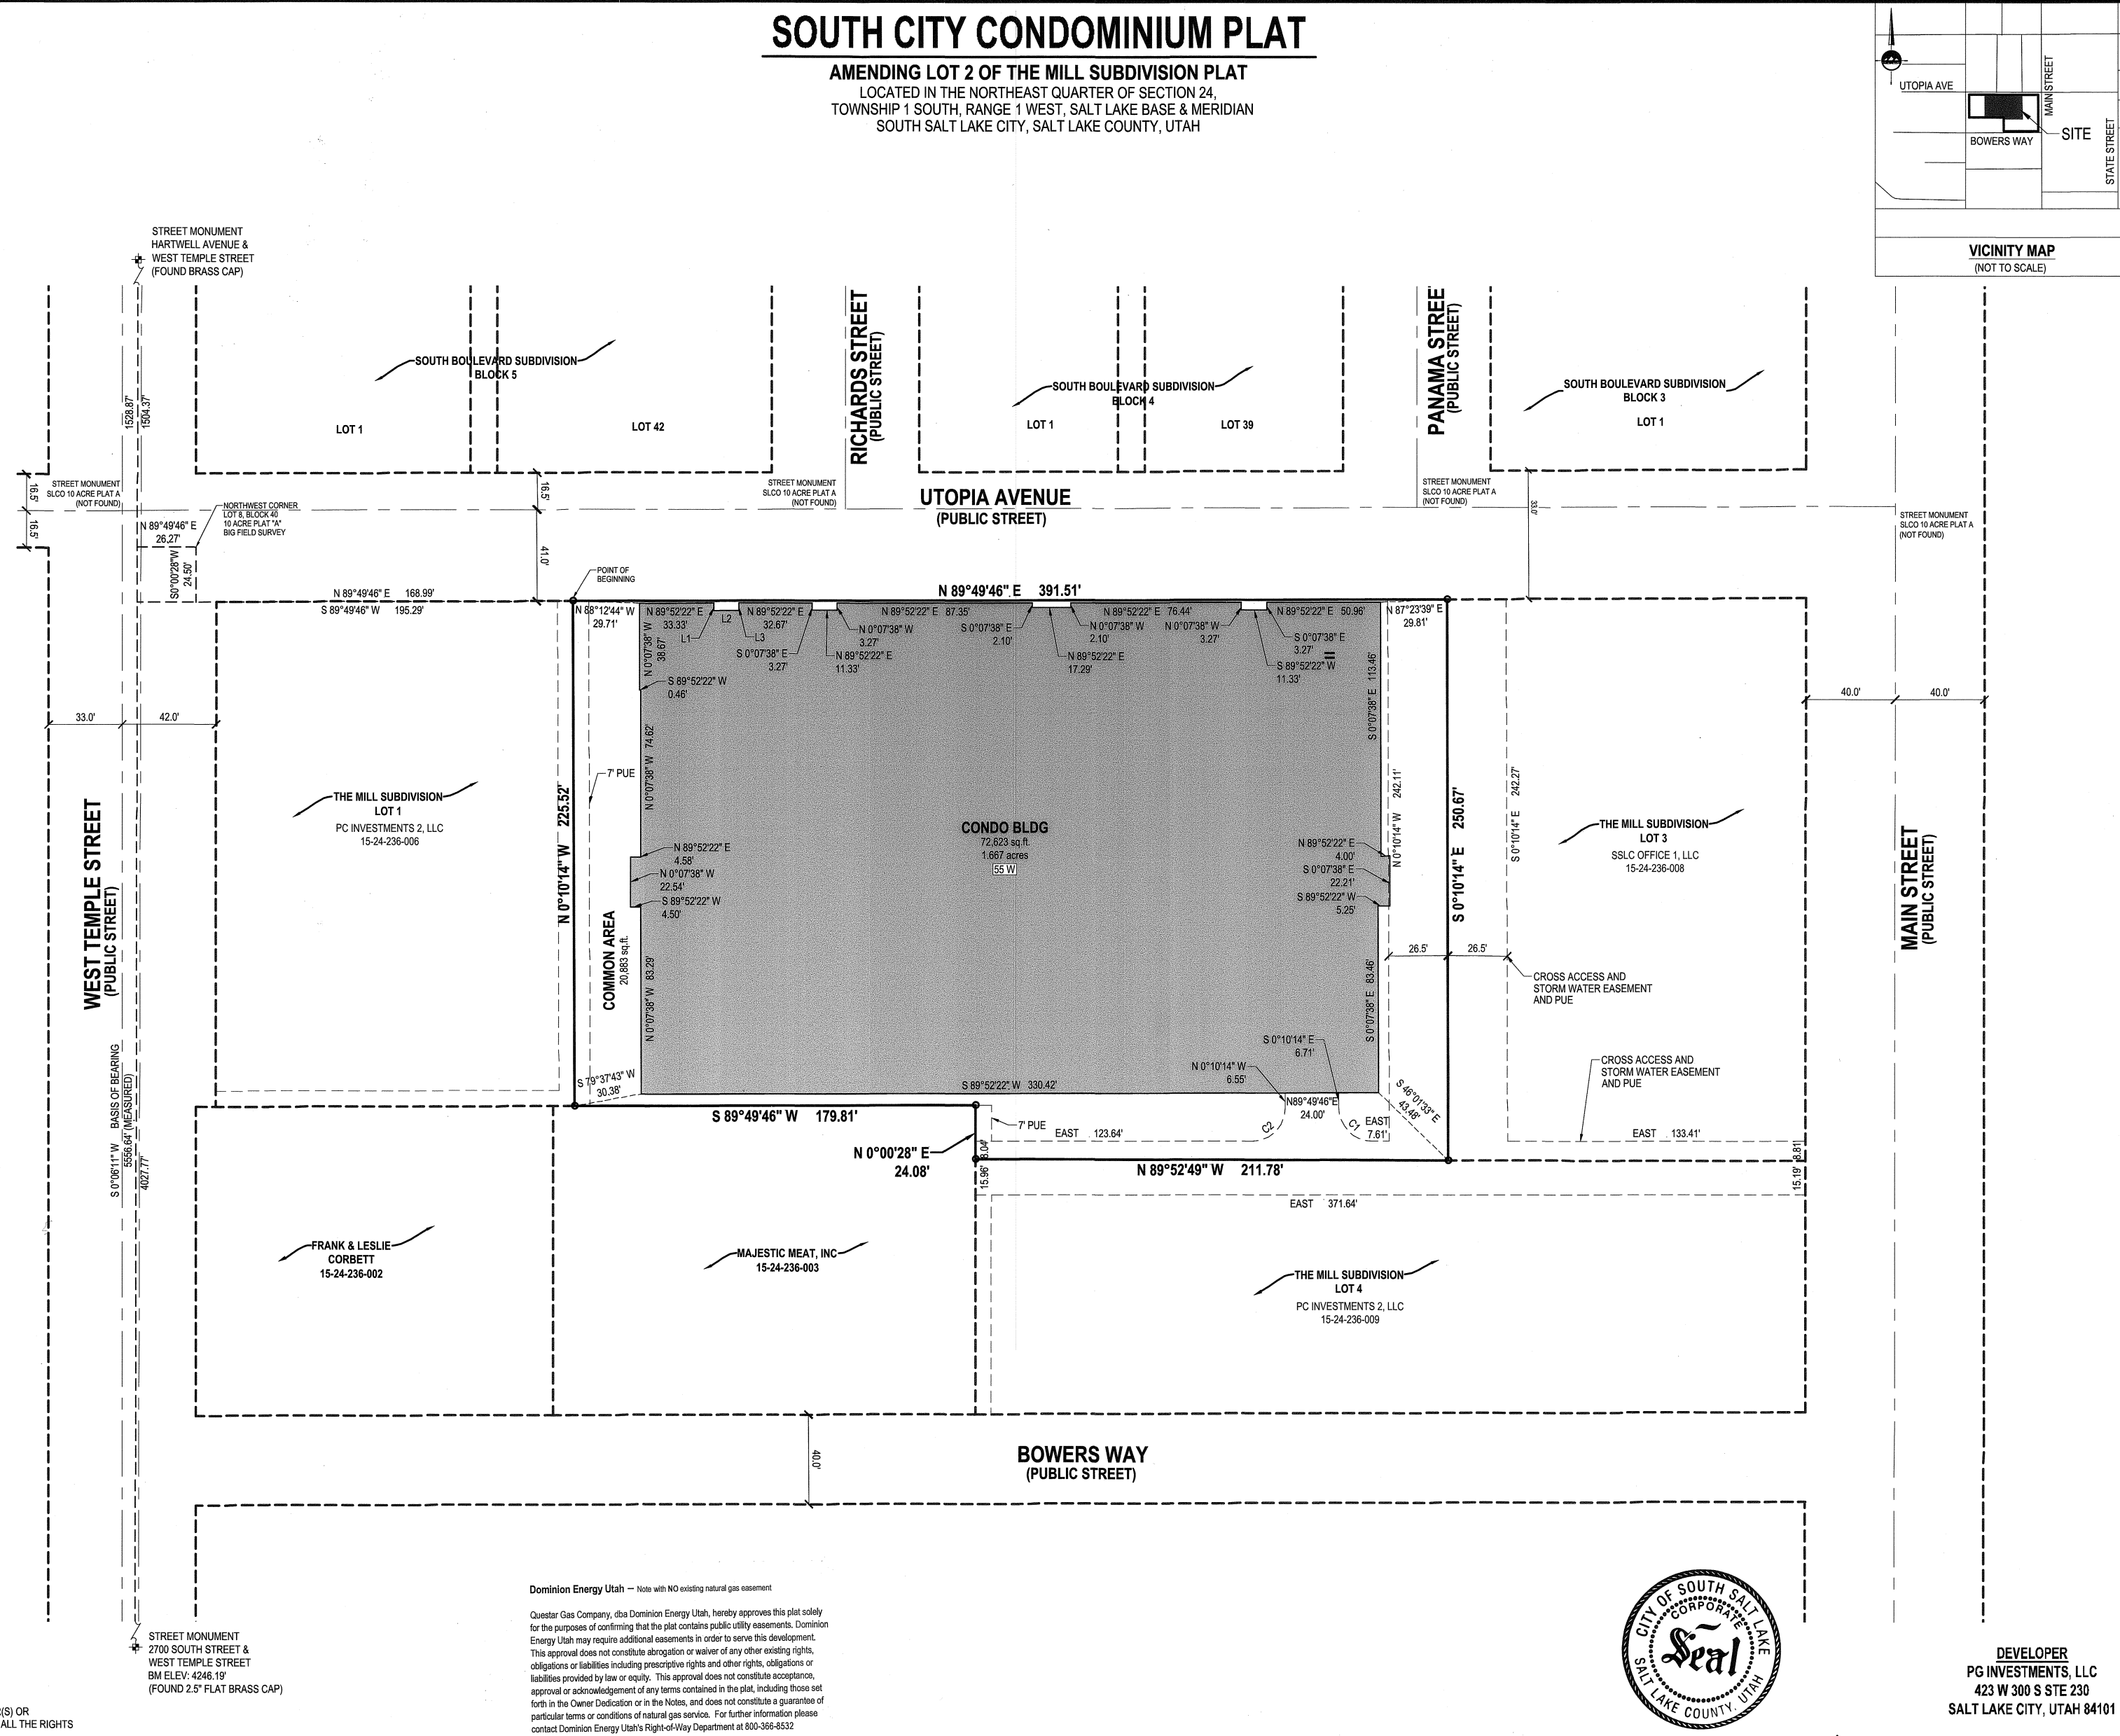 SOUTH CITY CONDOMINIUM PLAT
AMENDING LOT 2 OF THE MILL SUBDIVISION PLAT
LOCATED IN THE NORTHEAST QUARTER OF SECTION 24,
TOWNSHIP 1 SOUTH, RANGE 1 WEST, SALT LAKE BASE & MERIDIAN
SOUTH SALT LAKE CITY, SALT LAKE COUNTY, UTAH
UTOPIA AVE
MAIN STREET
SITE
BOWERS WAY
STATE STREET
VICINITY MAP
(NOT TO SCALE)
STREET MONUMENT
HARTWELL AVENUE &
WEST TEMPLE STREET
(FOUND BRASS CAP)
1528.87'
1504.37'
SOUTH BOULEVARD SUBDIVISION
BLOCK 5
LOT 1
LOT 42
RICHARDS STREET
(PUBLIC STREET)
SOUTH BOULEVARD SUBDIVISION
BLOCK 4
LOT 1
LOT 39
PANAMA STREE
(PUBLIC STREET)
SOUTH BOULEVARD SUBDIVISION
BLOCK 3
LOT 1
16.5'
16.5'
STREET MONUMENT
SLCO 10 ACRE PLAT A
(NOT FOUND)
NORTHWEST CORNER
LOT 8, BLOCK 40
10 ACRE PLAT "A"
BIG FIELD SURVEY
N 89°49'46" E
26.27'
S0°00'28"W
24.50'
16.5'
41.0'
STREET MONUMENT
SLCO 10 ACRE PLAT A
(NOT FOUND)
UTOPIA AVENUE
(PUBLIC STREET)
STREET MONUMENT
SLCO 10 ACRE PLAT A
(NOT FOUND)
33.0'
STREET MONUMENT
SLCO 10 ACRE PLAT A
(NOT FOUND)
POINT OF
BEGINNING
N 89°49'46" E 168.99'
S 89°49'46" W 195.29'
N 89°49'46" E 391.51'
N 88°12'44" W
29.71'
N 89°52'22" E
33.33'
L1
L2
L3
N 89°52'22" E
32.67'
S 0°07'38" E
3.27'
N 89°52'22" E 87.35'
N 0°07'38" W
3.27'
N 89°52'22" E
11.33'
S 0°07'38" E
2.10'
N 89°52'22" E 76.44'
N 0°07'38" W
2.10'
N 89°52'22" E
17.29'
N 0°07'38" W
3.27'
N 89°52'22" E 50.96'
S 0°07'38" E
3.27'
S 89°52'22" W
11.33'
N 87°23'39" E
29.81'
N 0°07'38" W
38.67'
S 89°52'22" W
0.46'
N 0°07'38" W 74.62'
S 0°07'38" E 113.46'
33.0'
42.0'
40.0'
40.0'
7' PUE
THE MILL SUBDIVISION
LOT 1
PC INVESTMENTS 2, LLC
15-24-236-006
N 0°10'14" W 225.52'
CONDO BLDG
72,623 sq.ft.
1.667 acres
55 W
N 0°10'14" W 242.11'
S 0°10'14" E 250.67'
S 0°10'14" E 242.27'
THE MILL SUBDIVISION
LOT 3
SSLC OFFICE 1, LLC
15-24-236-008
WEST TEMPLE STREET
(PUBLIC STREET)
MAIN STREET
(PUBLIC STREET)
N 89°52'22" E
4.58'
N 0°07'38" W
22.54'
S 89°52'22" W
4.50'
N 89°52'22" E
4.00'
S 0°07'38" E
22.21'
S 89°52'22" W
5.25'
COMMON AREA
20,883 sq.ft.
N 0°07'38" W 83.29'
S 0°07'38" E 83.46'
26.5'
26.5'
CROSS ACCESS AND
STORM WATER EASEMENT
AND PUE
CROSS ACCESS AND
STORM WATER EASEMENT
AND PUE
S 0°10'14" E
6.71'
N 0°10'14" W
6.55'
S 79°37'43" W
30.38'
S 89°52'22" W 330.42'
N89°49'46"E
24.00'
S 46°01'33" E
43.48'
S 89°49'46" W 179.81'
7' PUE
EAST 123.64'
C2
C1
EAST
7.61'
EAST 133.41'
N 0°00'28" E
24.08'
8.04'
15.96'
N 89°52'49" W 211.78'
8.81'
15.19'
EAST 371.64'
S 0°06'11" W BASIS OF BEARING
5556.64' (MEASURED)
4027.77'
FRANK & LESLIE
CORBETT
15-24-236-002
MAJESTIC MEAT, INC
15-24-236-003
THE MILL SUBDIVISION
LOT 4
PC INVESTMENTS 2, LLC
15-24-236-009
40.0'
BOWERS WAY
(PUBLIC STREET)
STREET MONUMENT
2700 SOUTH STREET &
WEST TEMPLE STREET
BM ELEV: 4246.19'
(FOUND 2.5" FLAT BRASS CAP)
(S) OR
ALL THE RIGHTS
Dominion Energy Utah – Note with NO existing natural gas easement
Questar Gas Company, dba Dominion Energy Utah, hereby approves this plat solely
for the purposes of confirming that the plat contains public utility easements. Dominion
Energy Utah may require additional easements in order to serve this development.
This approval does not constitute abrogation or waiver of any other existing rights,
obligations or liabilities including prescriptive rights and other rights, obligations or
liabilities provided by law or equity. This approval does not constitute acceptance,
approval or acknowledgement of any terms contained in the plat, including those set
forth in the Owner Dedication or in the Notes, and does not constitute a guarantee of
particular terms or conditions of natural gas service. For further information please
contact Dominion Energy Utah's Right-of-Way Department at 800-366-8532
CITY OF SOUTH SALT LAKE
CORPORATE
Seal
SALT LAKE COUNTY, UTAH
DEVELOPER
PG INVESTMENTS, LLC
423 W 300 S STE 230
SALT LAKE CITY, UTAH 84101